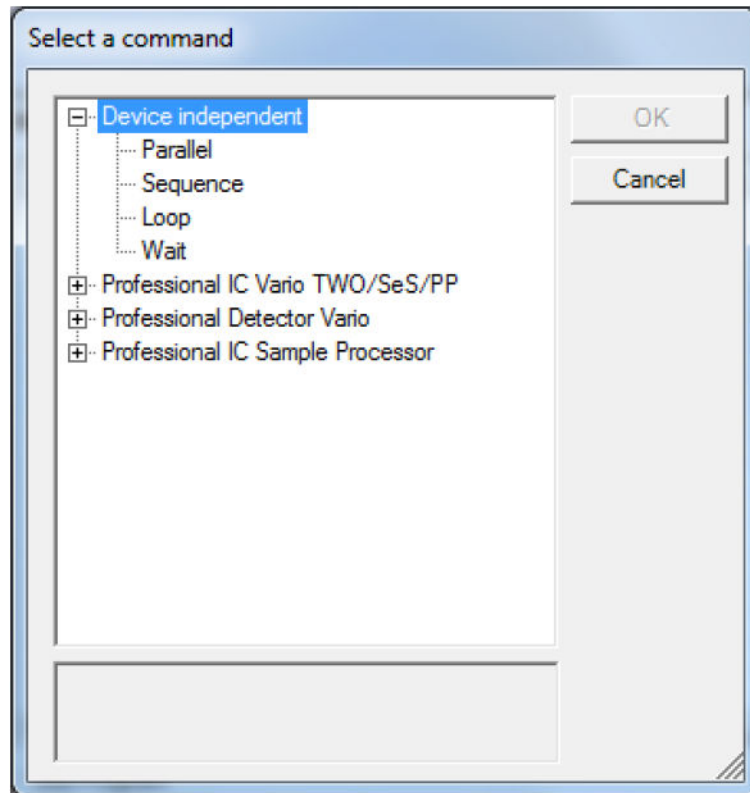 Select a command
Device independent
Parallel
Sequence
Loop
Wait
Professional IC Vario TWO/SeS/PP
Professional Detector Vario
Professional IC Sample Processor
OK
Cancel